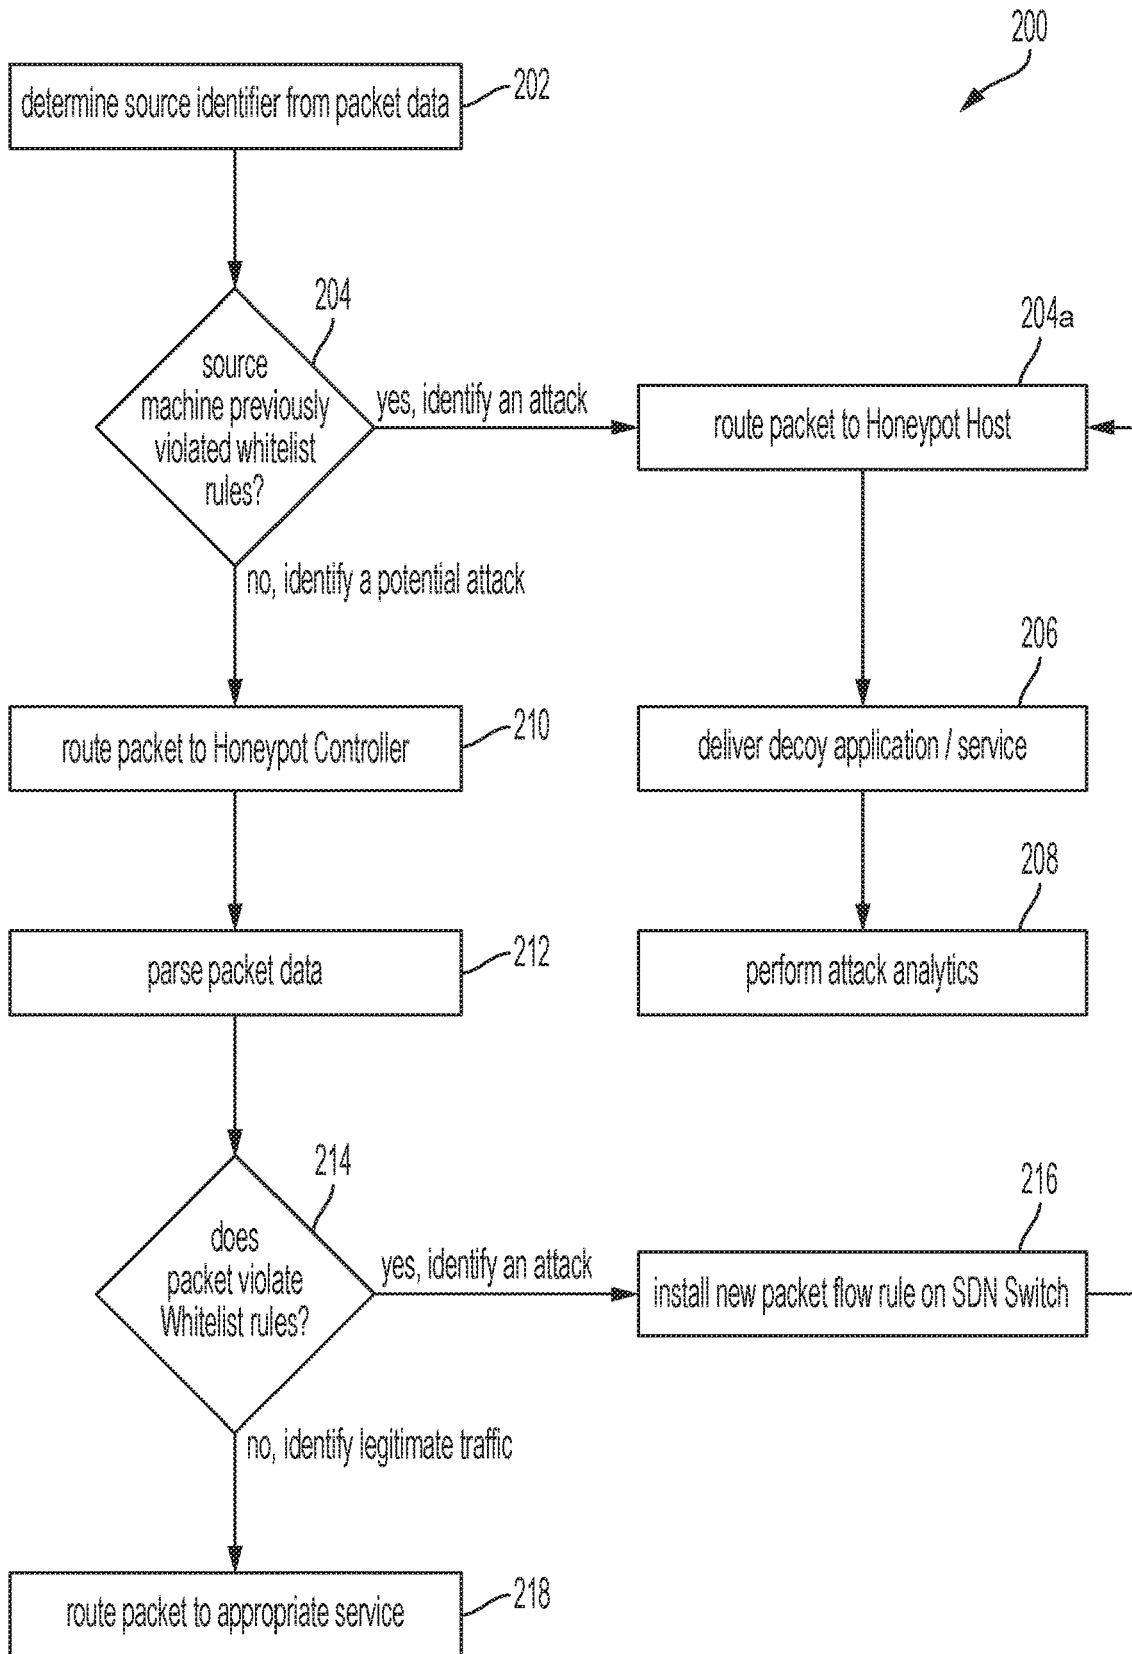 200
determine source identifier from packet data
202
204
source
machine previously
violated whitelist
rules?
yes, identify an attack
204a
route packet to Honeypot Host
no, identify a potential attack
206
route packet to Honeypot Controller
210
deliver decoy application / service
208
parse packet data
212
perform attack analytics
214
does
packet violate
Whitelist rules?
yes, identify an attack
216
install new packet flow rule on SDN Switch
no, identify legitimate traffic
route packet to appropriate service
218